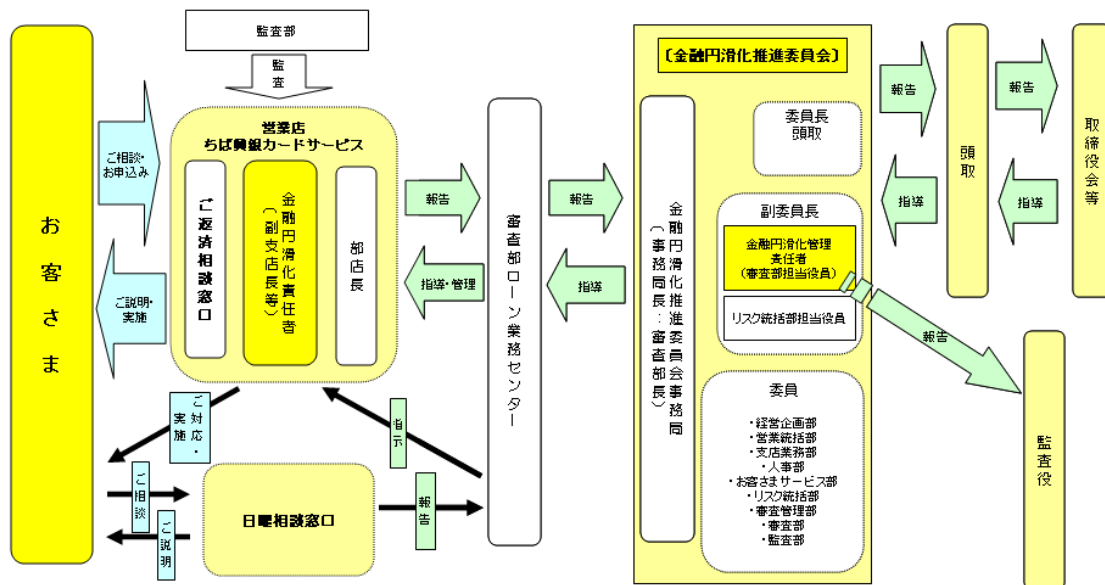 お客さま
監査部
監査
ご相談・
お申込み
ご説明・
実施
営業店
ちば興銀カードサービス
ご返済相談窓口
金融円滑化責任者
（副支店長等）
部店長
報告
指導・管理
審査部ローン業務センター
報告
指導
〔金融円滑化推進委員会〕
金融円滑化推進委員会事務局
（事務局長：審査部長）
委員長
頭取
副委員長
金融円滑化管理
責任者
（審査部担当役員）
リスク統括部担当役員
委員
・経営企画部
・営業統括部
・支店業務部
・人事部
・お客さまサービス部
・リスク統括部
・審査管理部
・審査部
・監査部
報告
指導
頭取
報告
指導
取締役会等
報告
監査役
ご対応・
実施
指示
ご相談
ご説明
日曜相談窓口
報告